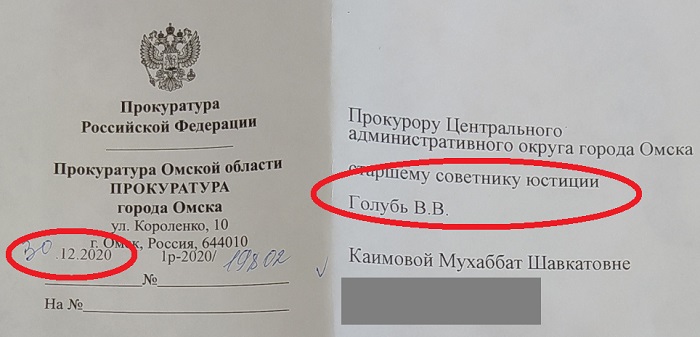 Прокуратура
Российской Федерации
Прокуратура Омской области
ПРОКУРАТУРА
города Омска
ул. Короленко, 10
г. Омск, Россия, 644010
30.12.2020 1р-2020/19802
№
На №
Прокурору Центрального
административного округа города Омска
старшему советнику юстиции
Голубь В.В.
Каимовой Мухаббат Шавкатовне